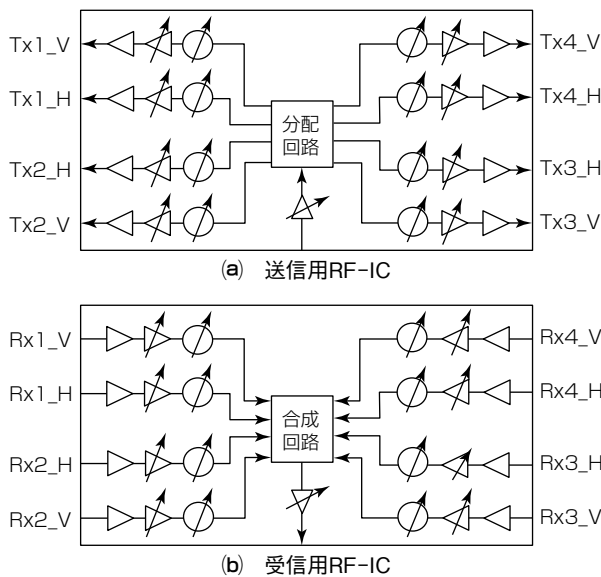 Tx1_V
Tx4_V
Tx1_H
Tx4_H
分配
回路
Tx2_H
Tx3_H
Tx2_V
Tx3_V
(a) 送信用RF-IC
Rx1_V
Rx4_V
Rx1_H
Rx4_H
合成
回路
Rx2_H
Rx3_H
Rx2_V
Rx3_V
(b) 受信用RF-IC